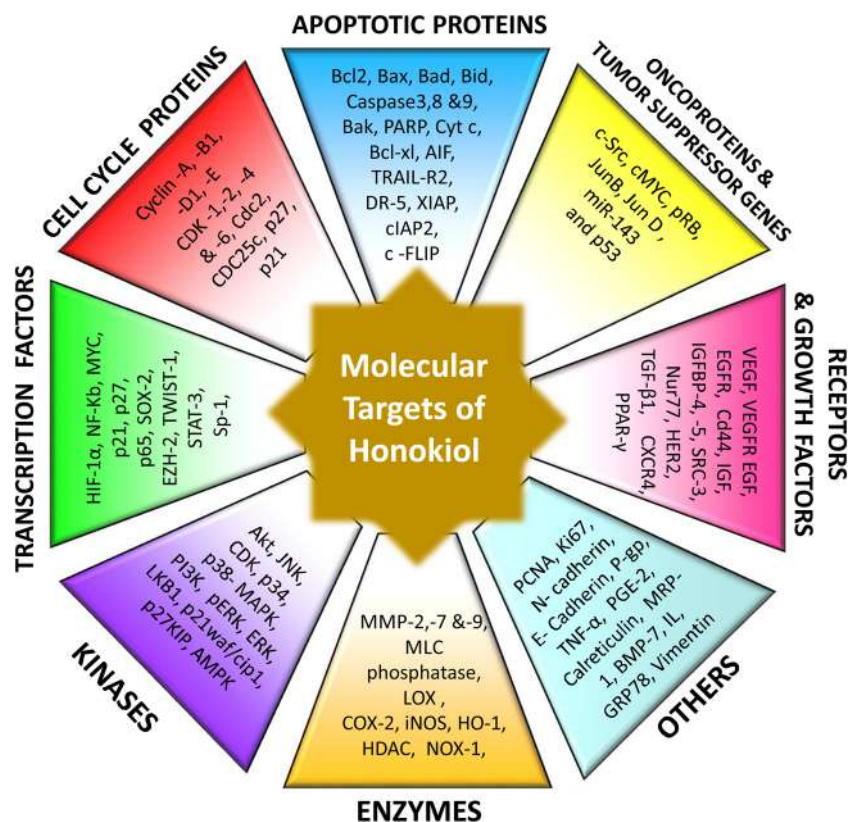 APOPTOTIC PROTEINS
Bcl2, Bax, Bad, Bid,
Caspase3,8 &9,
Bak, PARP, Cyt c,
Bcl-xl, AIF,
TRAIL-R2,
DR-5, XIAP,
cIAP2,
c -FLIP
ONCOPROTEINS &
TUMOR SUPPRESSOR GENES
c-Src, cMYC, pRB,
JunB, Jun D,
miR-143
and p53
RECEPTORS
& GROWTH FACTORS
VEGF, VEGFR EGF,
EGFR, Cd44, IGF,
IGFBP-4, -5, SRC-3,
Nur77, HER2,
TGF-β1, CXCR4,
PPAR-γ
OTHERS
PCNA, Ki67,
N- cadherin,
E- Cadherin, P-gp,
TNF-α, PGE-2,
Calreticulin, MRP-
1, BMP-7, IL,
GRP78, Vimentin
ENZYMES
MMP-2,-7 &-9,
MLC
phosphatase,
LOX ,
COX-2, iNOS, HO-1,
HDAC, NOX-1,
KINASES
Akt, JNK,
CDK, p34,
p38- MAPK,
PI3K, pERK, ERK,
LKB1, p21waf/cip1,
p27KIP, AMPK
TRANSCRIPTION FACTORS
HIF-1α, NF-Kb, MYC,
p21, p27,
p65, SOX-2,
EZH-2, TWIST-1,
STAT-3,
Sp-1,
CELL CYCLE PROTEINS
Cyclin -A, -B1,
-D1, -E
CDK -1, -2, -4
& -6, Cdc2,
CDC25c, p27,
p21
Molecular
Targets of
Honokiol